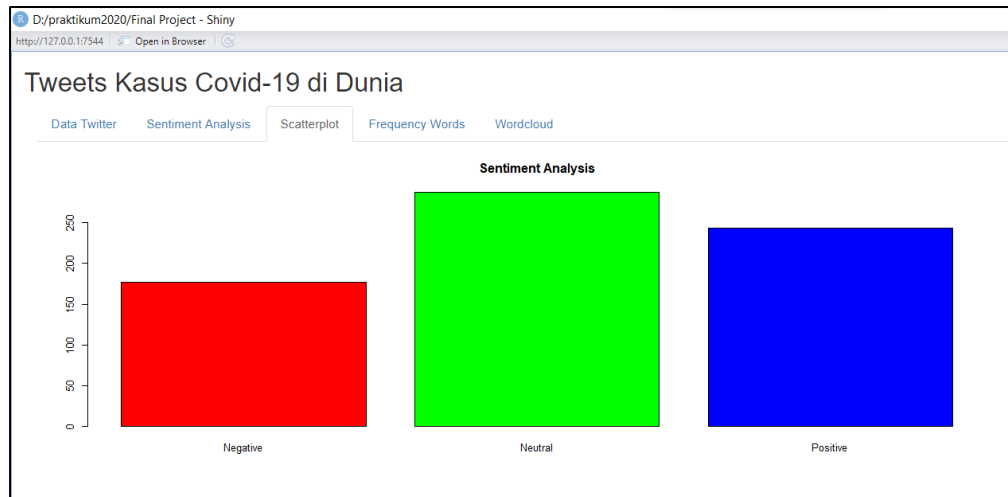 R D:/praktikum2020/Final Project - Shiny
http://127.0.0.1:7544 Open in Browser
Tweets Kasus Covid-19 di Dunia
Data Twitter Sentiment Analysis Scatterplot Frequency Words Wordcloud
Sentiment Analysis
250
200
150
100
50
0
Negative Neutral Positive